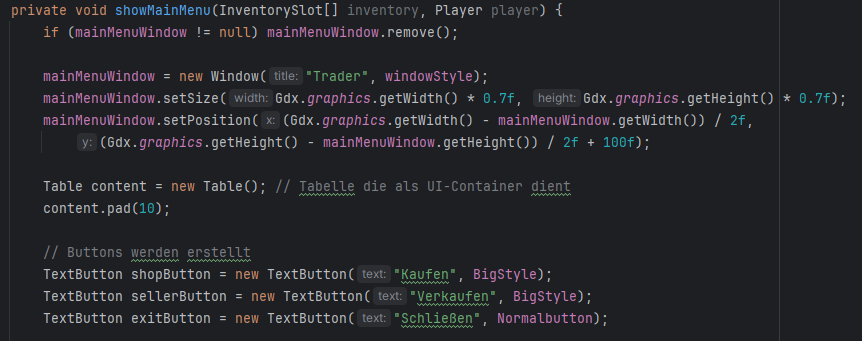 private void showMainMenu(InventorySlot[] inventory, Player player) {
if (mainMenuWindow != null) mainMenuWindow.remove();
mainMenuWindow = new Window( title: "Trader", windowStyle);
mainMenuWindow.setSize( width: Gdx.graphics.getWidth() * 0.7f, height: Gdx.graphics.getHeight() * 0.7f);
mainMenuWindow.setPosition( x: (Gdx.graphics.getWidth() - mainMenuWindow.getWidth()) / 2f,
y: (Gdx.graphics.getHeight() - mainMenuWindow.getHeight()) / 2f + 100f);
Table content = new Table(); // Tabelle die als UI-Container dient
content.pad(10);
// Buttons werden erstellt
TextButton shopButton = new TextButton( text: "Kaufen", BigStyle);
TextButton sellerButton = new TextButton( text: "Verkaufen", BigStyle);
TextButton exitButton = new TextButton( text: "Schließen", Normalbutton);